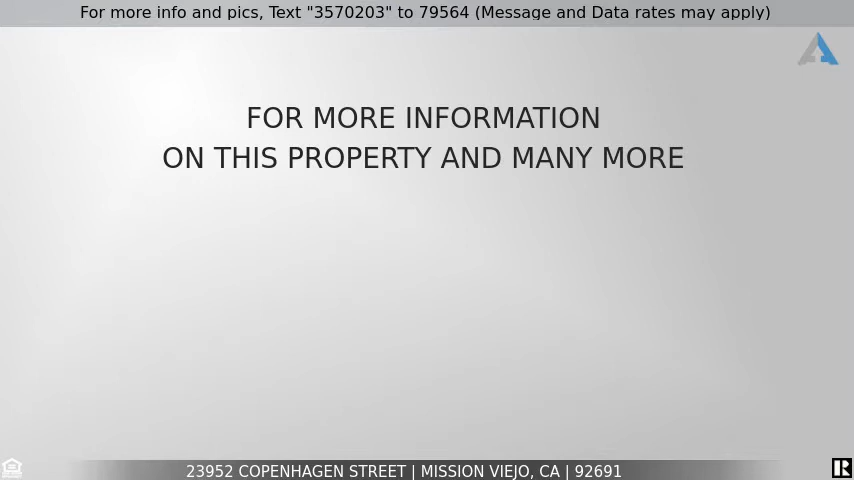 For more info and pics, Text "3570203" to 79564 (Message and Data rates may apply)
FOR MORE INFORMATION
ON THIS PROPERTY AND MANY MORE
23952 COPENHAGEN STREET | MISSION VIEJO, CA | 92691